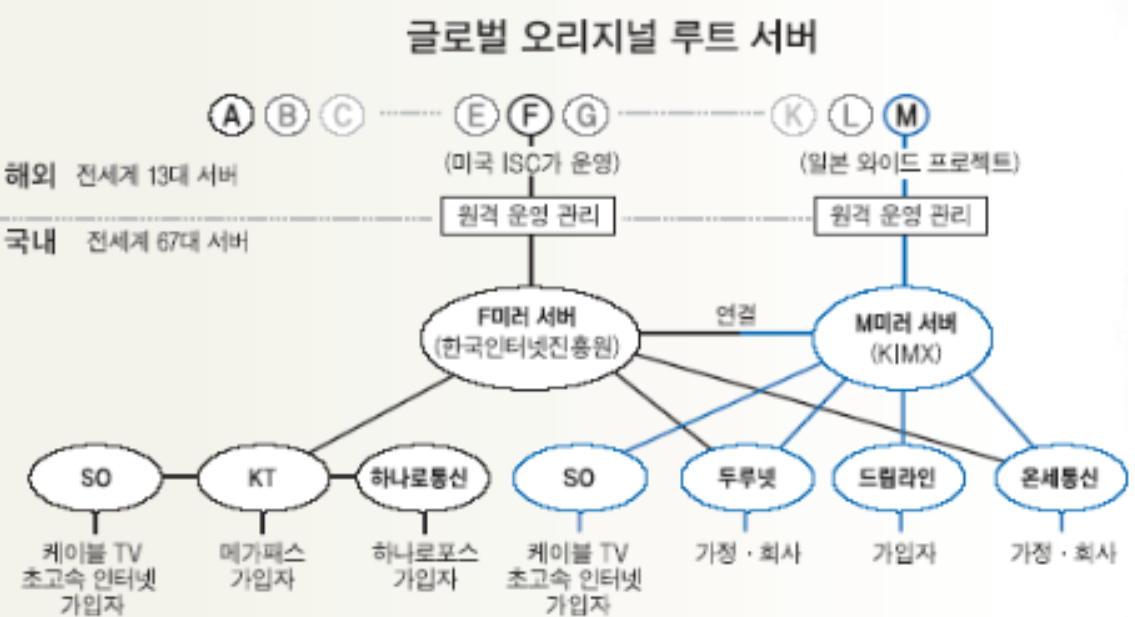 글로벌 오리지널 루트 서버
A B C E F G K L M
(미국 ISC가 운영) (일본 와이드 프로젝트)
해외 전세계 13대 서버
원격 운영 관리 원격 운영 관리
국내 전세계 67대 서버
연결
F미러 서버
(한국인터넷진흥원)
M미러 서버
(KIMX)
SO KT 하나로통신 SO 두루넷 드림라인 온세통신
케이블 TV
초고속 인터넷
가입자
메가패스
가입자
하나로포스
가입자
케이블 TV
초고속 인터넷
가입자
가정 · 회사
가입자
가정 · 회사